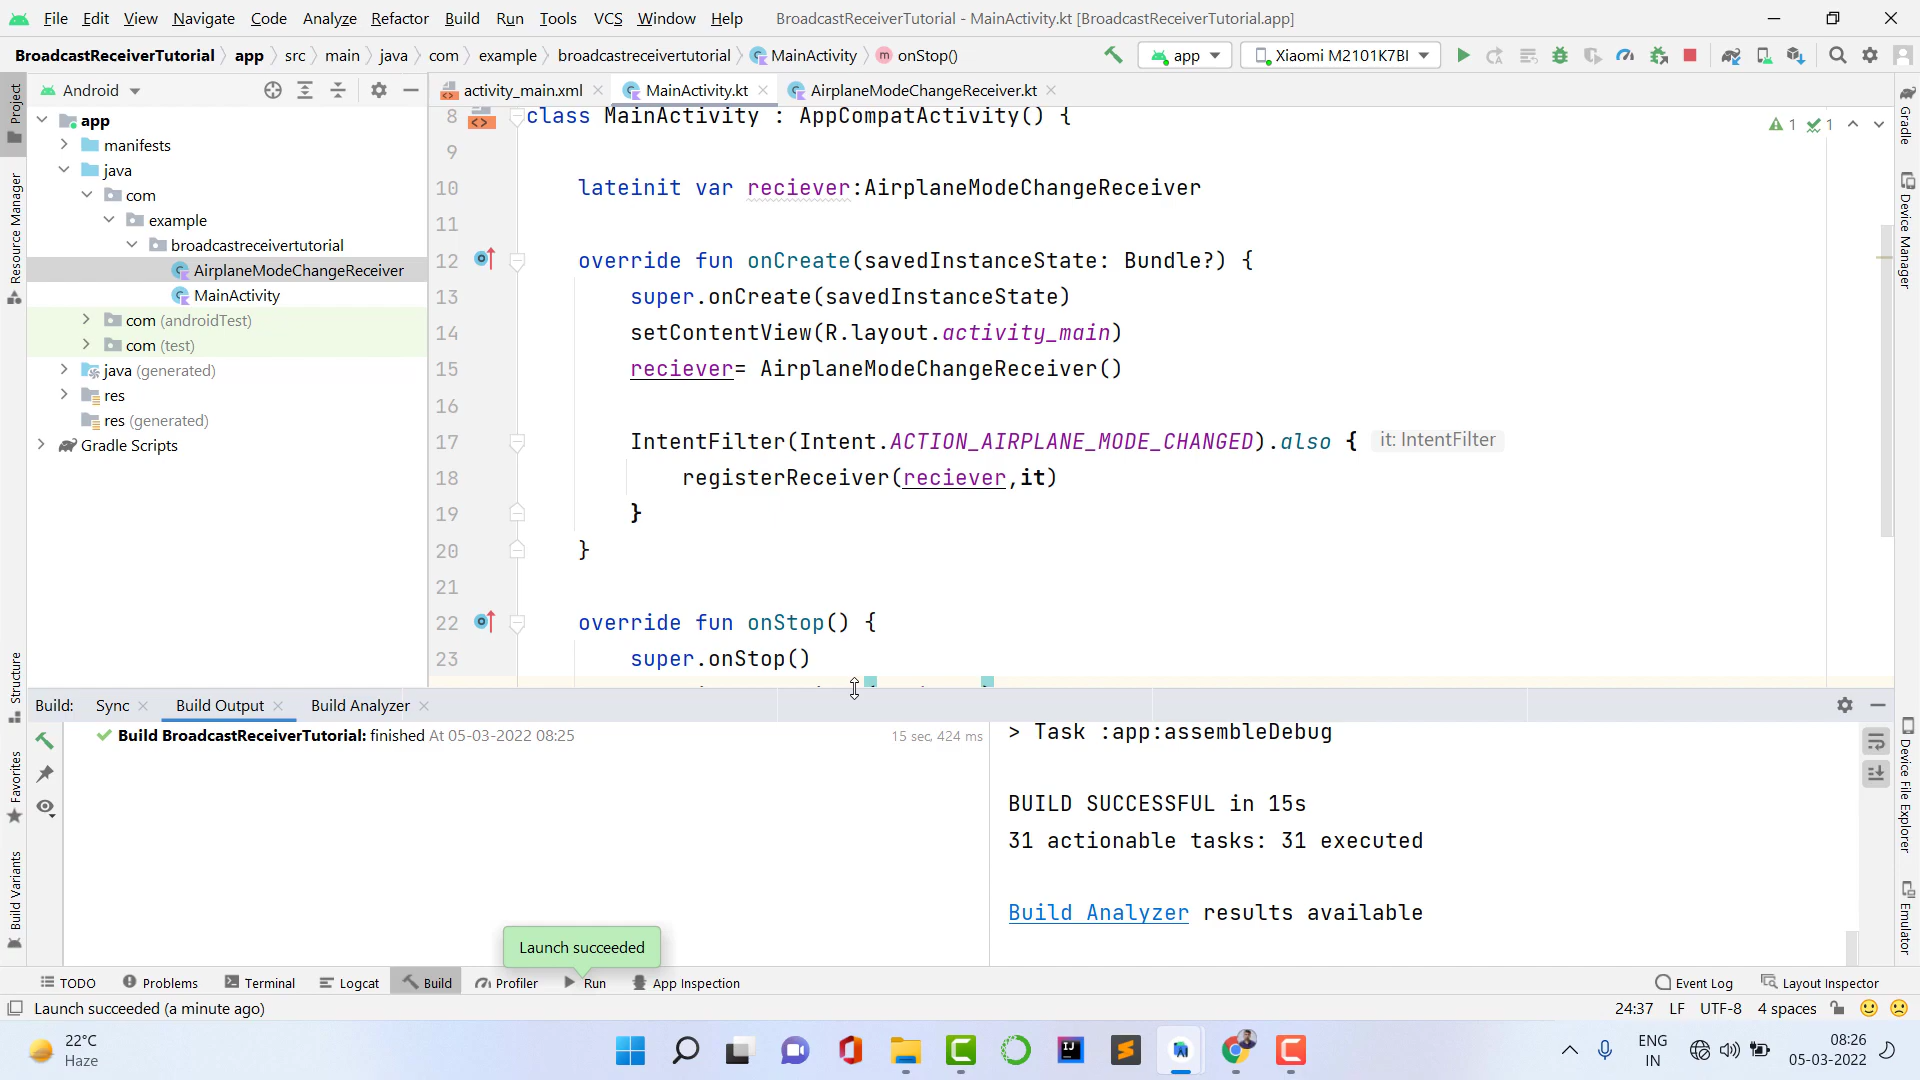 File Edit View Navigate Code Analyze Refactor Build Run Tools VCS Window Help BroadcastReceiverTutorial - MainActivity.kt [BroadcastReceiverTutorial.app]
BroadcastReceiverTutorial app src main java com example broadcastreceivertutorial MainActivity onStop() app Xiaomi M2101K7BI
Project
Resource Manager
Structure
Favorites
Build Variants
Android
app
manifests
java
com
example
broadcastreceivertutorial
AirplaneModeChangeReceiver
MainActivity
com (androidTest)
com (test)
java (generated)
res
res (generated)
Gradle Scripts
activity_main.xml MainActivity.kt AirplaneModeChangeReceiver.kt
1 1
8 class MainActivity : AppCompatActivity() {
9
10 lateinit var reciever:AirplaneModeChangeReceiver
11
12 override fun onCreate(savedInstanceState: Bundle?) {
13 super.onCreate(savedInstanceState)
14 setContentView(R.layout.activity_main)
15 reciever= AirplaneModeChangeReceiver()
16
17 IntentFilter(Intent.ACTION_AIRPLANE_MODE_CHANGED).also { it: IntentFilter
18 registerReceiver(reciever,it)
19 }
20 }
21
22 override fun onStop() {
23 super.onStop()
Gradle
Device Manager
Device File Explorer
Emulator
Build: Sync Build Output Build Analyzer
Build BroadcastReceiverTutorial: finished At 05-03-2022 08:25 15 sec, 424 ms
> Task :app:assembleDebug
BUILD SUCCESSFUL in 15s
31 actionable tasks: 31 executed
Build Analyzer results available
Launch succeeded
TODO Problems Terminal Logcat Build Profiler Run App Inspection Event Log Layout Inspector
Launch succeeded (a minute ago) 24:37 LF UTF-8 4 spaces
22°C
Haze
ENG
IN
08:26
05-03-2022